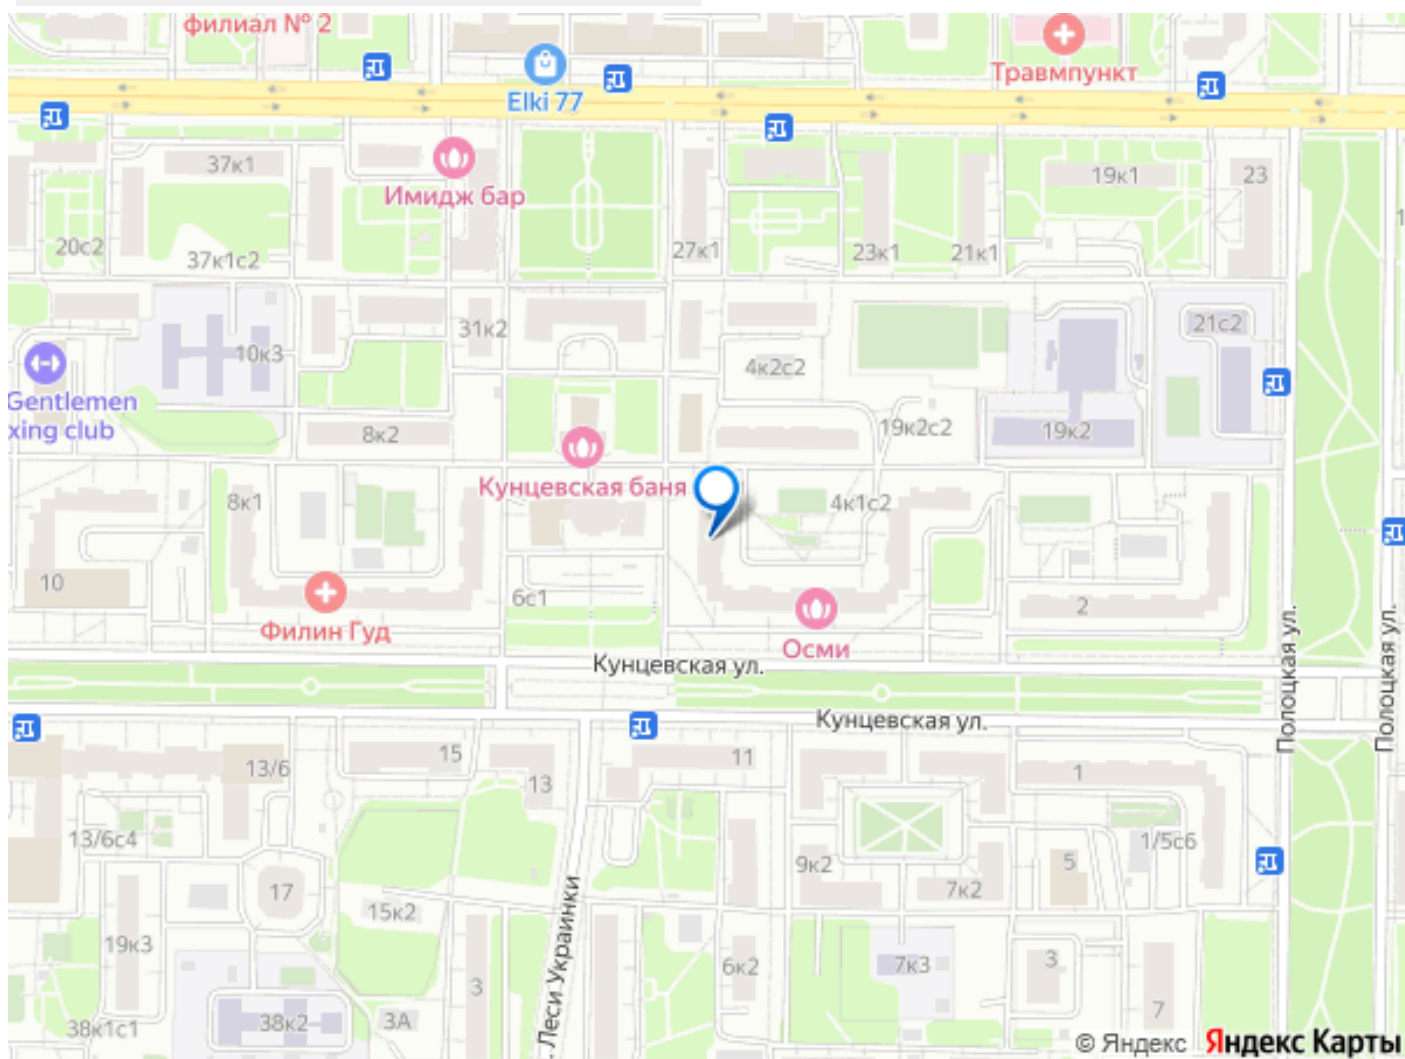 филиал № 2
Травмпункт
Elki 77
37к1
Имидж бар
19к1
23
20с2
37к1с2
27к1
23к1
21к1
31к2
21с2
10к3
4к2с2
Gentlemen
xing club
8к2
19к2с2
19к2
Кунцевская баня
8к1
4к1с2
10
6с1
2
Филин Гуд
Осми
Кунцевская ул.
Полоцкая ул.
Полоцкая ул.
Кунцевская ул.
15
11
13/6
13
1
13/6с4
1/5с6
9к2
5
7к2
17
15к2
Леси Украинки
19к3
6к2
7к3
3
3
7
38к1с1
38к2
3А
© Яндекс Яндекс Карты